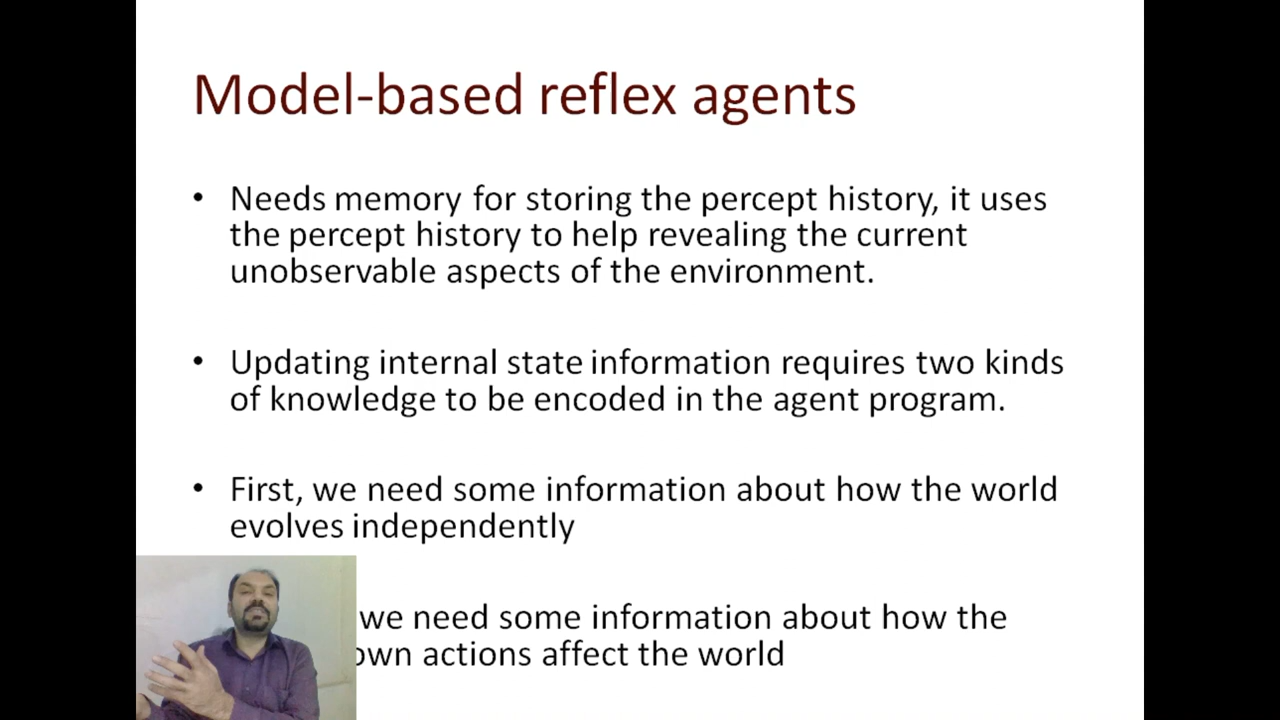 Model-based reflex agents
• Needs memory for storing the percept history, it uses
the percept history to help revealing the current
unobservable aspects of the environment.
• Updating internal state information requires two kinds
of knowledge to be encoded in the agent program.
• First, we need some information about how the world
evolves independently
we need some information about how the
own actions affect the world